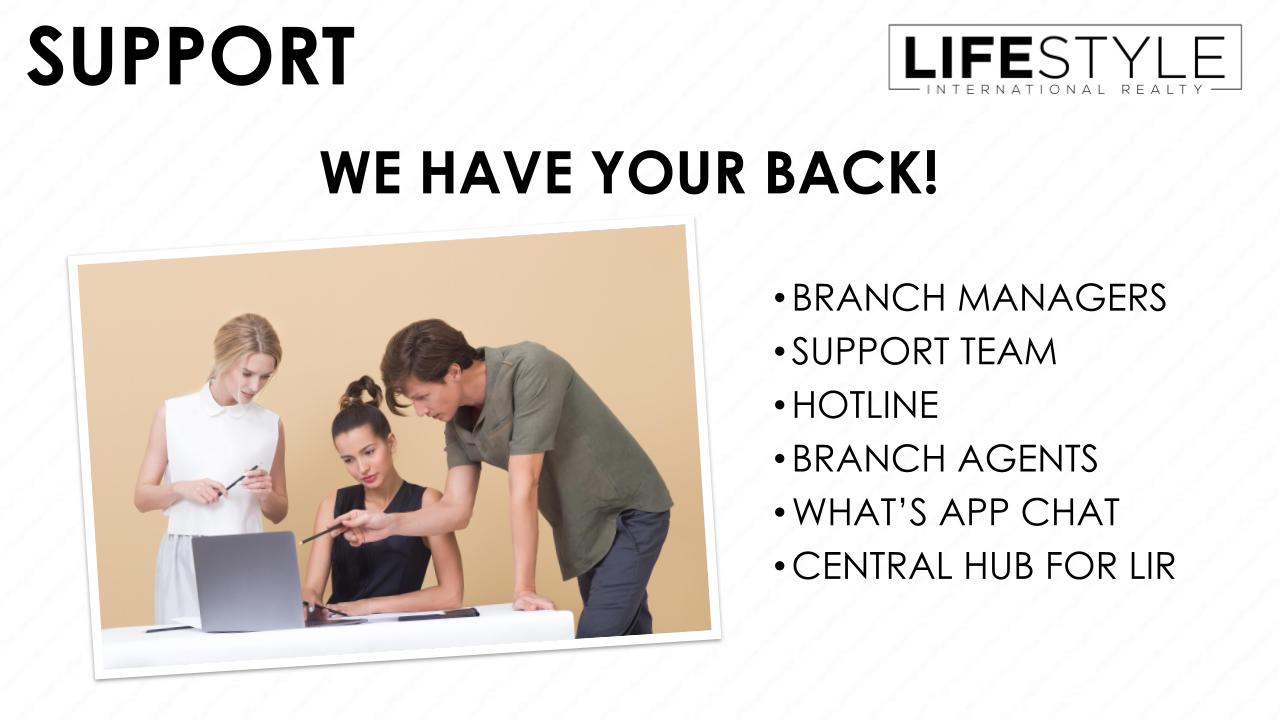 SUPPORT
LIFESTYLE
INTERNATIONAL REALTY
WE HAVE YOUR BACK!
•BRANCH MANAGERS
•SUPPORT TEAM
•HOTLINE
•BRANCH AGENTS
•WHAT’S APP CHAT
•CENTRAL HUB FOR LIR